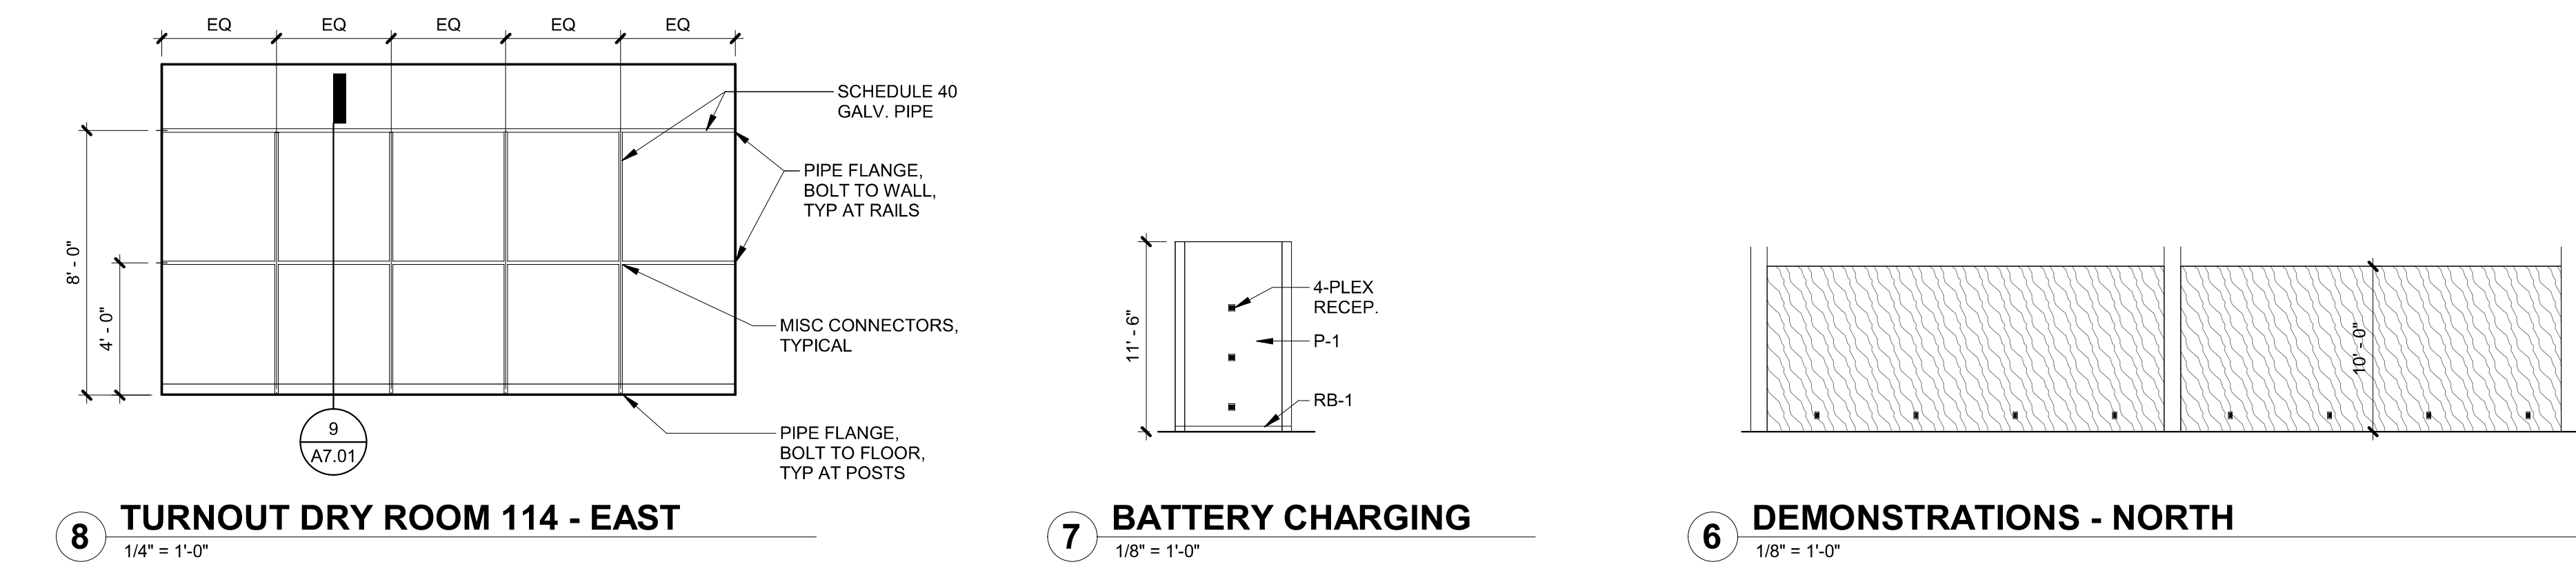 EQ EQ EQ EQ EQ
SCHEDULE 40
GALV. PIPE
PIPE FLANGE,
BOLT TO WALL,
TYP AT RAILS
8' - 0"
4' - 0"
MISC CONNECTORS,
TYPICAL
PIPE FLANGE,
BOLT TO FLOOR,
TYP AT POSTS
9
A7.01
8 TURNOUT DRY ROOM 114 - EAST
1/4" = 1'-0"
11' - 6"
4-PLEX
RECEP.
P-1
RB-1
7 BATTERY CHARGING
1/8" = 1'-0"
10' - 0"
6 DEMONSTRATIONS - NORTH
1/8" = 1'-0"